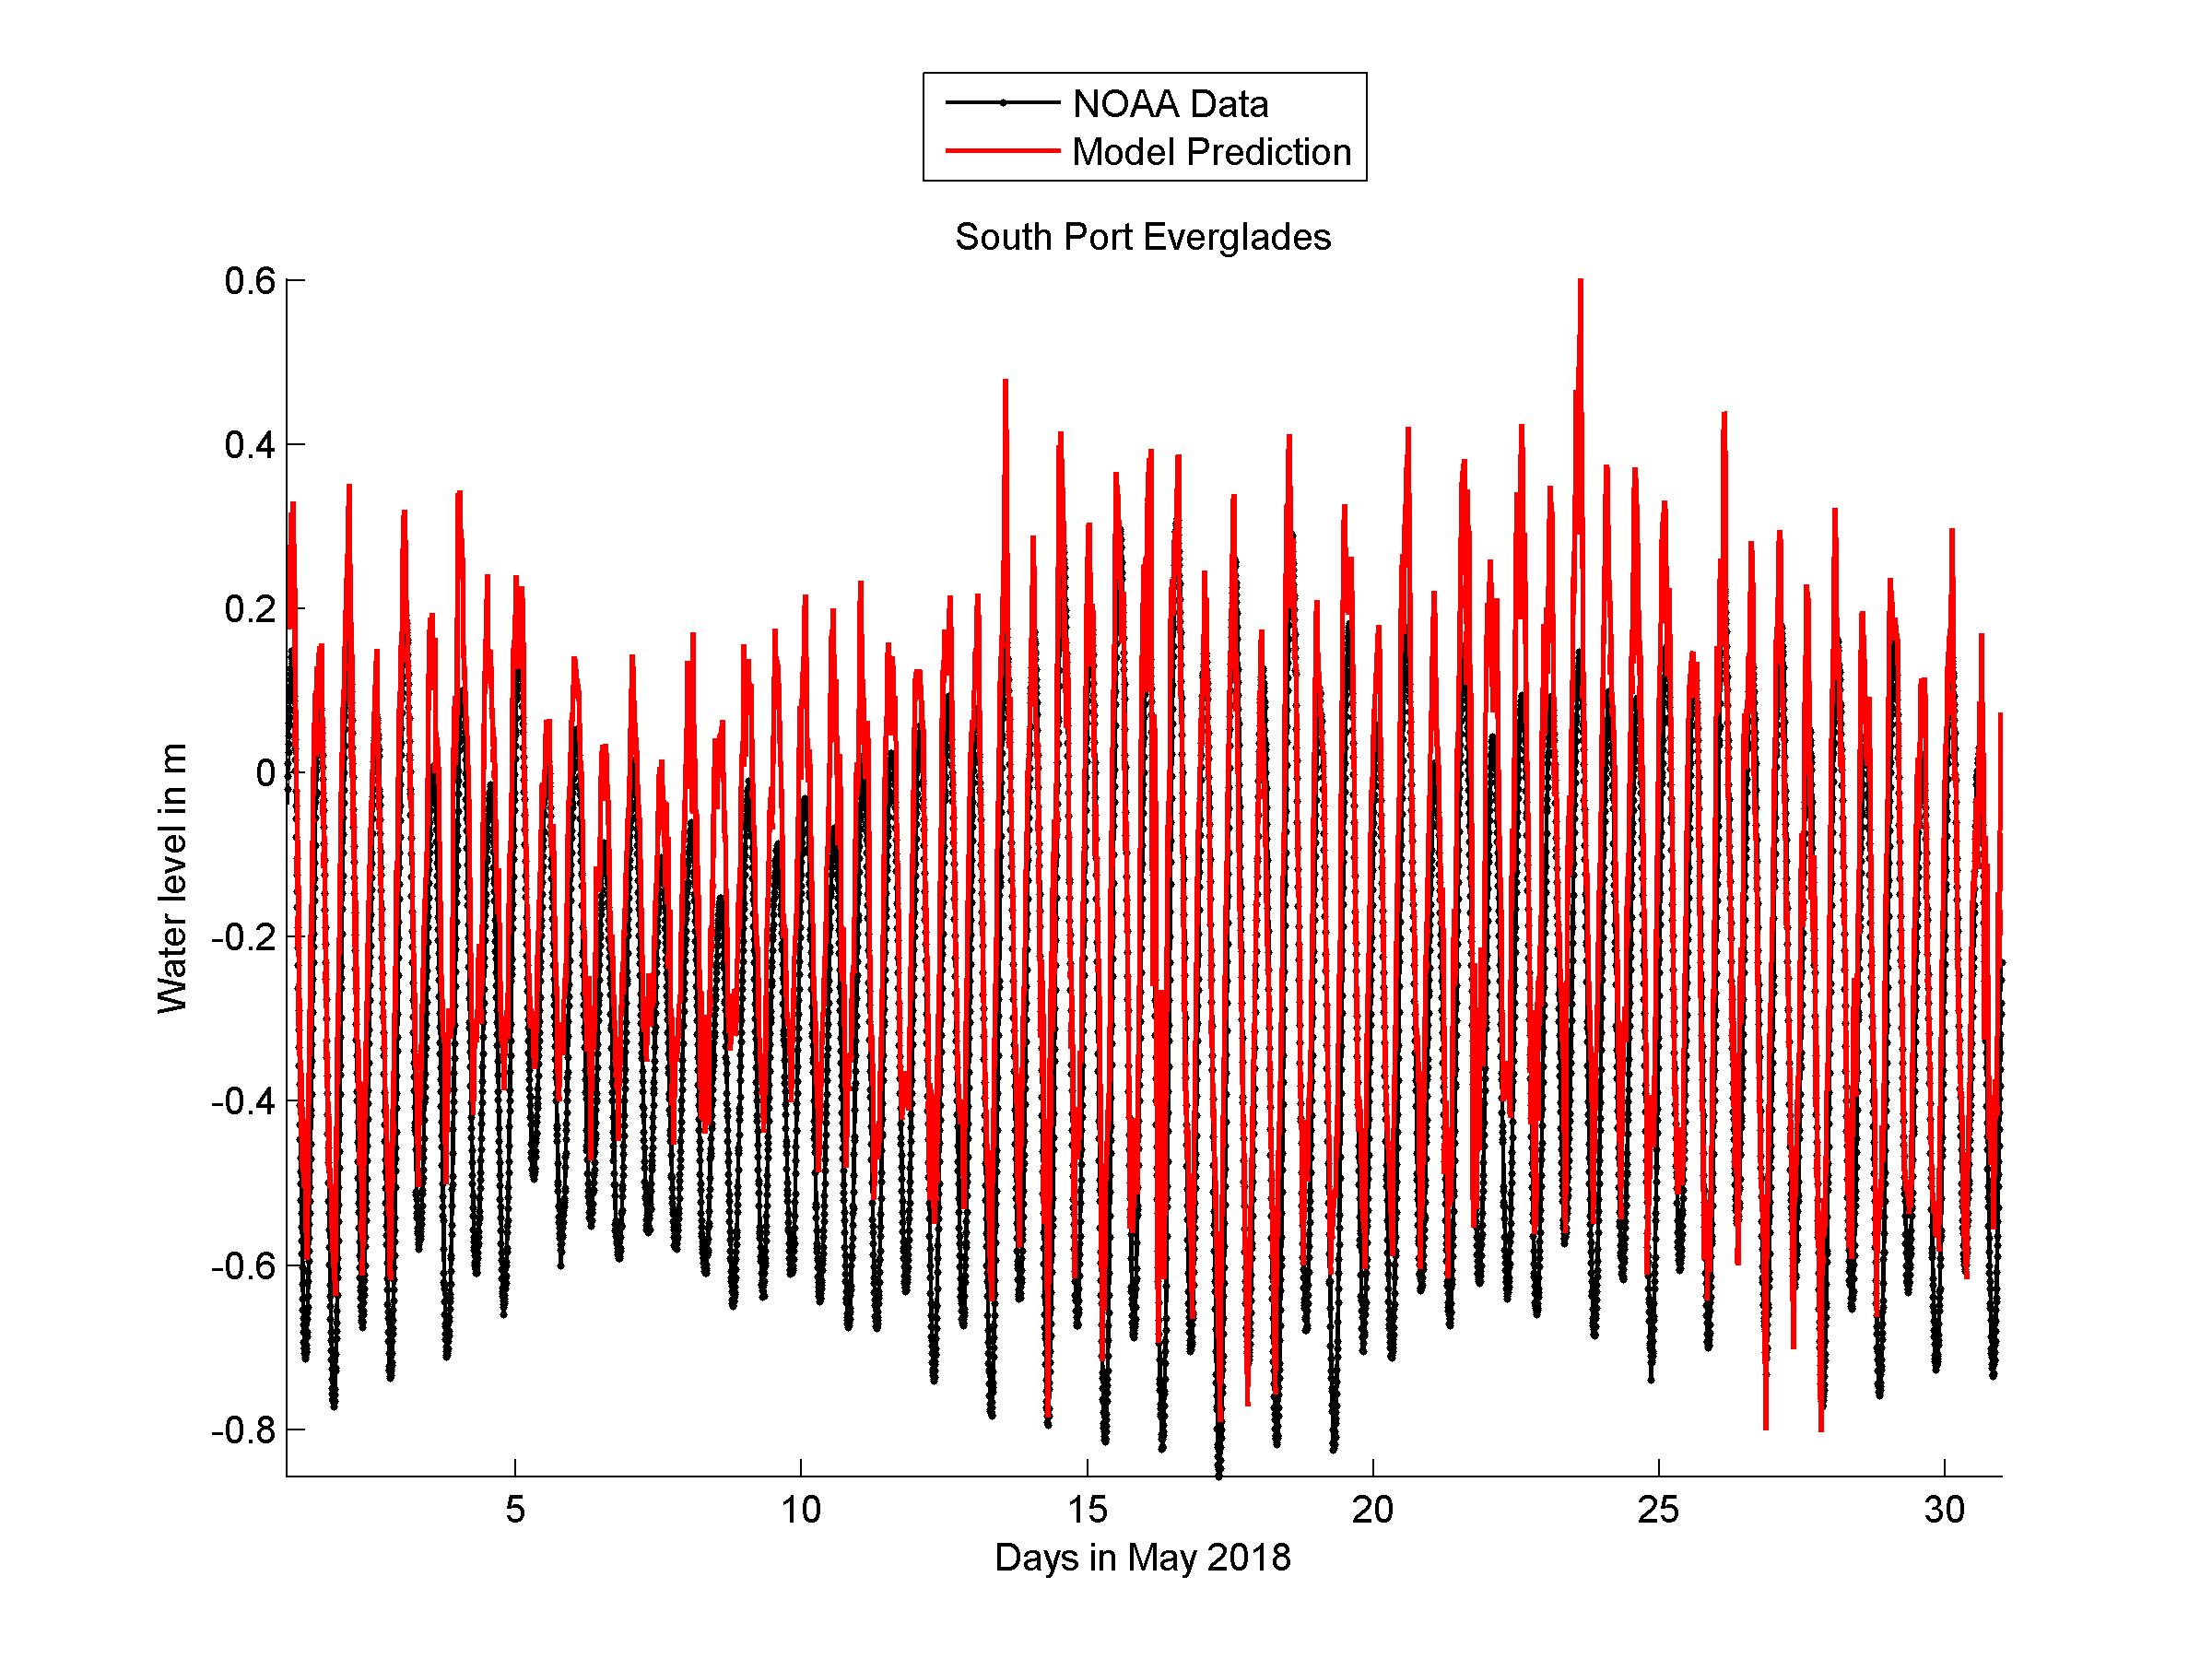 NOAA Data
Model Prediction
South Port Everglades
0.6
0.4
0.2
0
-0.2
-0.4
-0.6
-0.8
Water level in m
5 10 15 20 25 30
Days in May 2018